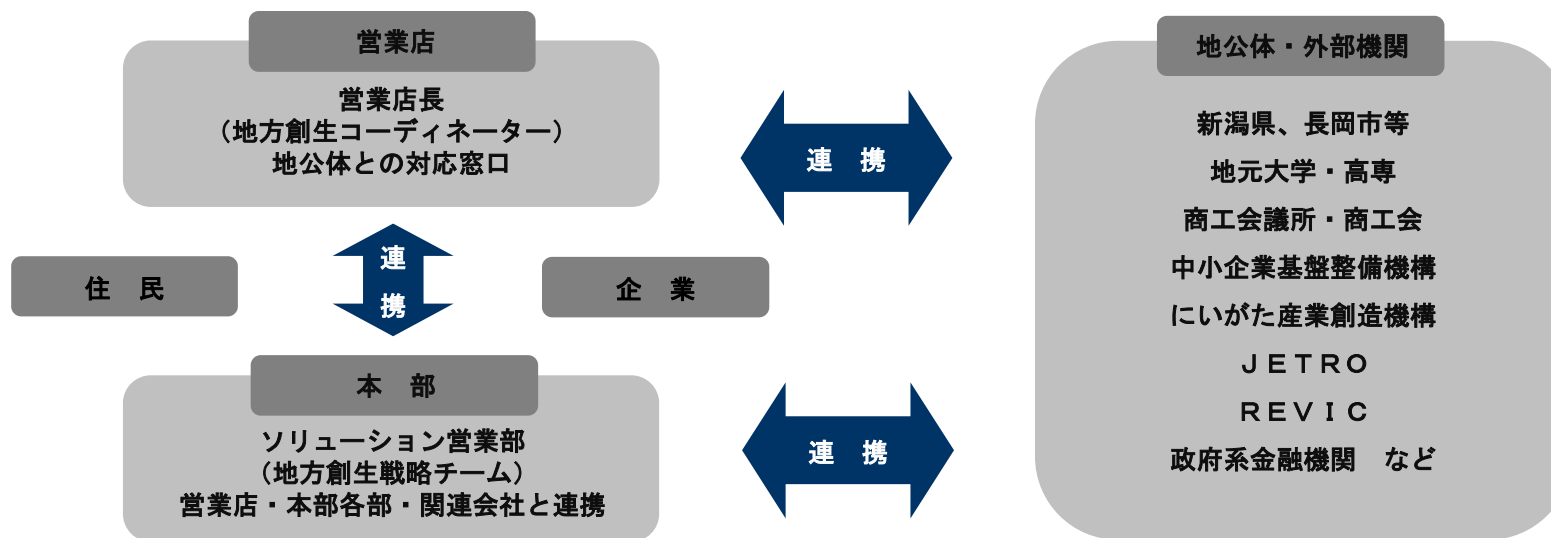 営業店
営業店長
（地方創生コーディネーター）
地公体との対応窓口
連　携
住　民
企　業
本　部
ソリューション営業部
（地方創生戦略チーム）
営業店・本部各部・関連会社と連携
連　携
連　携
地公体・外部機関
新潟県、長岡市等
地元大学・高専
商工会議所・商工会
中小企業基盤整備機構
にいがた産業創造機構
ＪＥＴＲＯ
ＲＥＶＩＣ
政府系金融機関　など